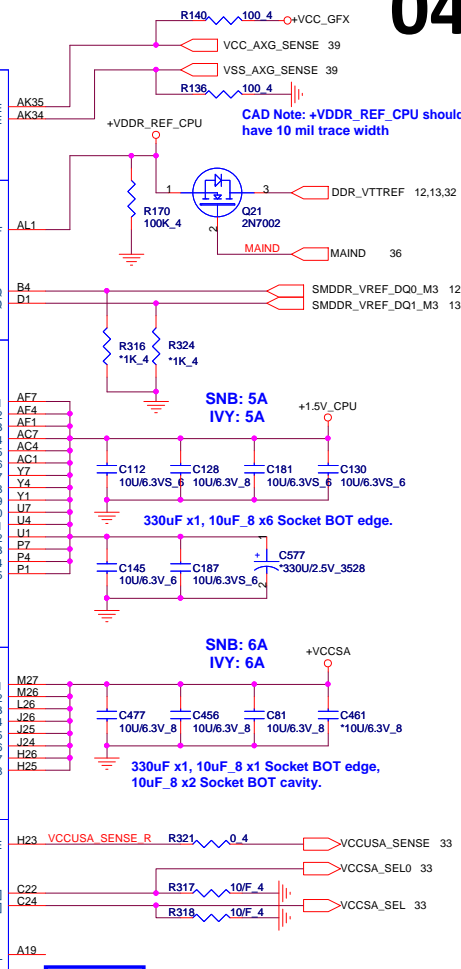 04
R140 100_4 +VCC_GFX
VCC_AXG_SENSE 39
VSS_AXG_SENSE 39
R136 100_4
AK35
AK34
CAD Note: +VDDR_REF_CPU should
have 10 mil trace width
+VDDR_REF_CPU
1 3 DDR_VTTREF 12,13,32
R170
100K_4
Q21
2N7002
2
AL1
MAIND MAIND 36
B4 SMDDR_VREF_DQ0_M3 12
D1 SMDDR_VREF_DQ1_M3 13
R316
*1K_4
R324
*1K_4
SNB: 5A
IVY: 5A
+1.5V_CPU
AF7
AF4
AF1
AC7
AC4
AC1
Y7
Y4
Y1
U7
U4
U1
P7
P4
P1
C112
10U/6.3VS_6
C128
10U/6.3V_8
C181
10U/6.3VS_6
C130
10U/6.3VS_6
330uF x1, 10uF_8 x6 Socket BOT edge.
C145
10U/6.3V_8
C187
10U/6.3VS_6
1
+
2
C577
*330U/2.5V_3528
SNB: 6A
IVY: 6A
+VCCSA
M27
M26
L26
J26
J25
J24
H26
H25
C477
10U/6.3V_8
C456
10U/6.3V_8
C81
10U/6.3V_8
C461
*10U/6.3V_8
330uF x1, 10uF_8 x1 Socket BOT edge,
10uF_8 x2 Socket BOT cavity.
H23 VCCUSA_SENSE_R R321 0_4 VCCUSA_SENSE 33
VCCSA_SEL0 33
C22 R317 10/F_4
C24 VCCSA_SEL 33
R318 10/F_4
A19